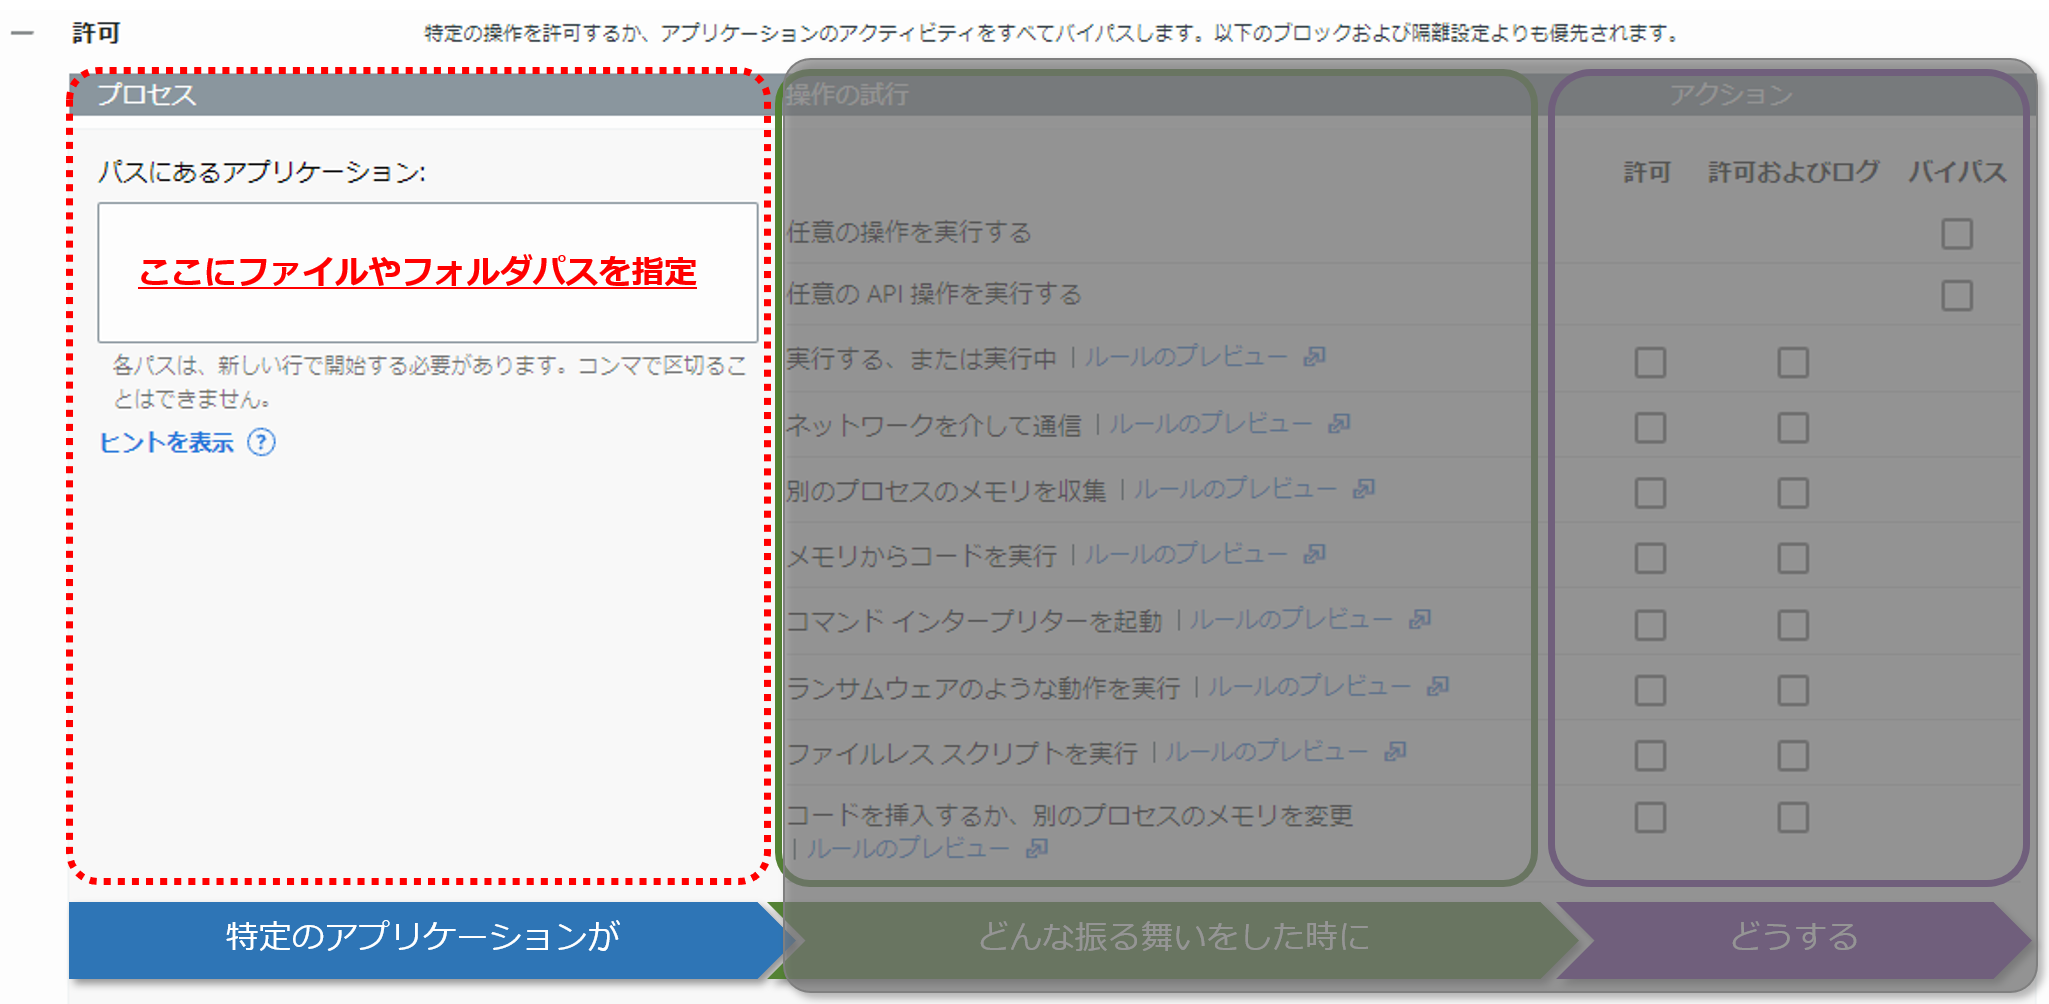 許可
特定の操作を許可するか、アプリケーションのアクティビティをすべてバイパスします。以下のブロックおよび隔離設定よりも優先されます。
プロセス
操作の試行
アクション
パスにあるアプリケーション:
許可
許可およびログ
バイパス
ここにファイルやフォルダパスを指定
各パスは、新しい行で開始する必要があります。コンマで区切るこ
とはできません。
ヒントを表示 ?
任意の操作を実行する
任意の API 操作を実行する
実行する、または実行中 | ルールのプレビュー
ネットワークを介して通信 | ルールのプレビュー
別のプロセスのメモリを収集 | ルールのプレビュー
メモリからコードを実行 | ルールのプレビュー
コマンド インタープリターを起動 | ルールのプレビュー
ランサムウェアのような動作を実行 | ルールのプレビュー
ファイルレス スクリプトを実行 | ルールのプレビュー
コードを挿入するか、別のプロセスのメモリを変更
| ルールのプレビュー
特定のアプリケーションが
どんな振る舞いをした時に
どうする